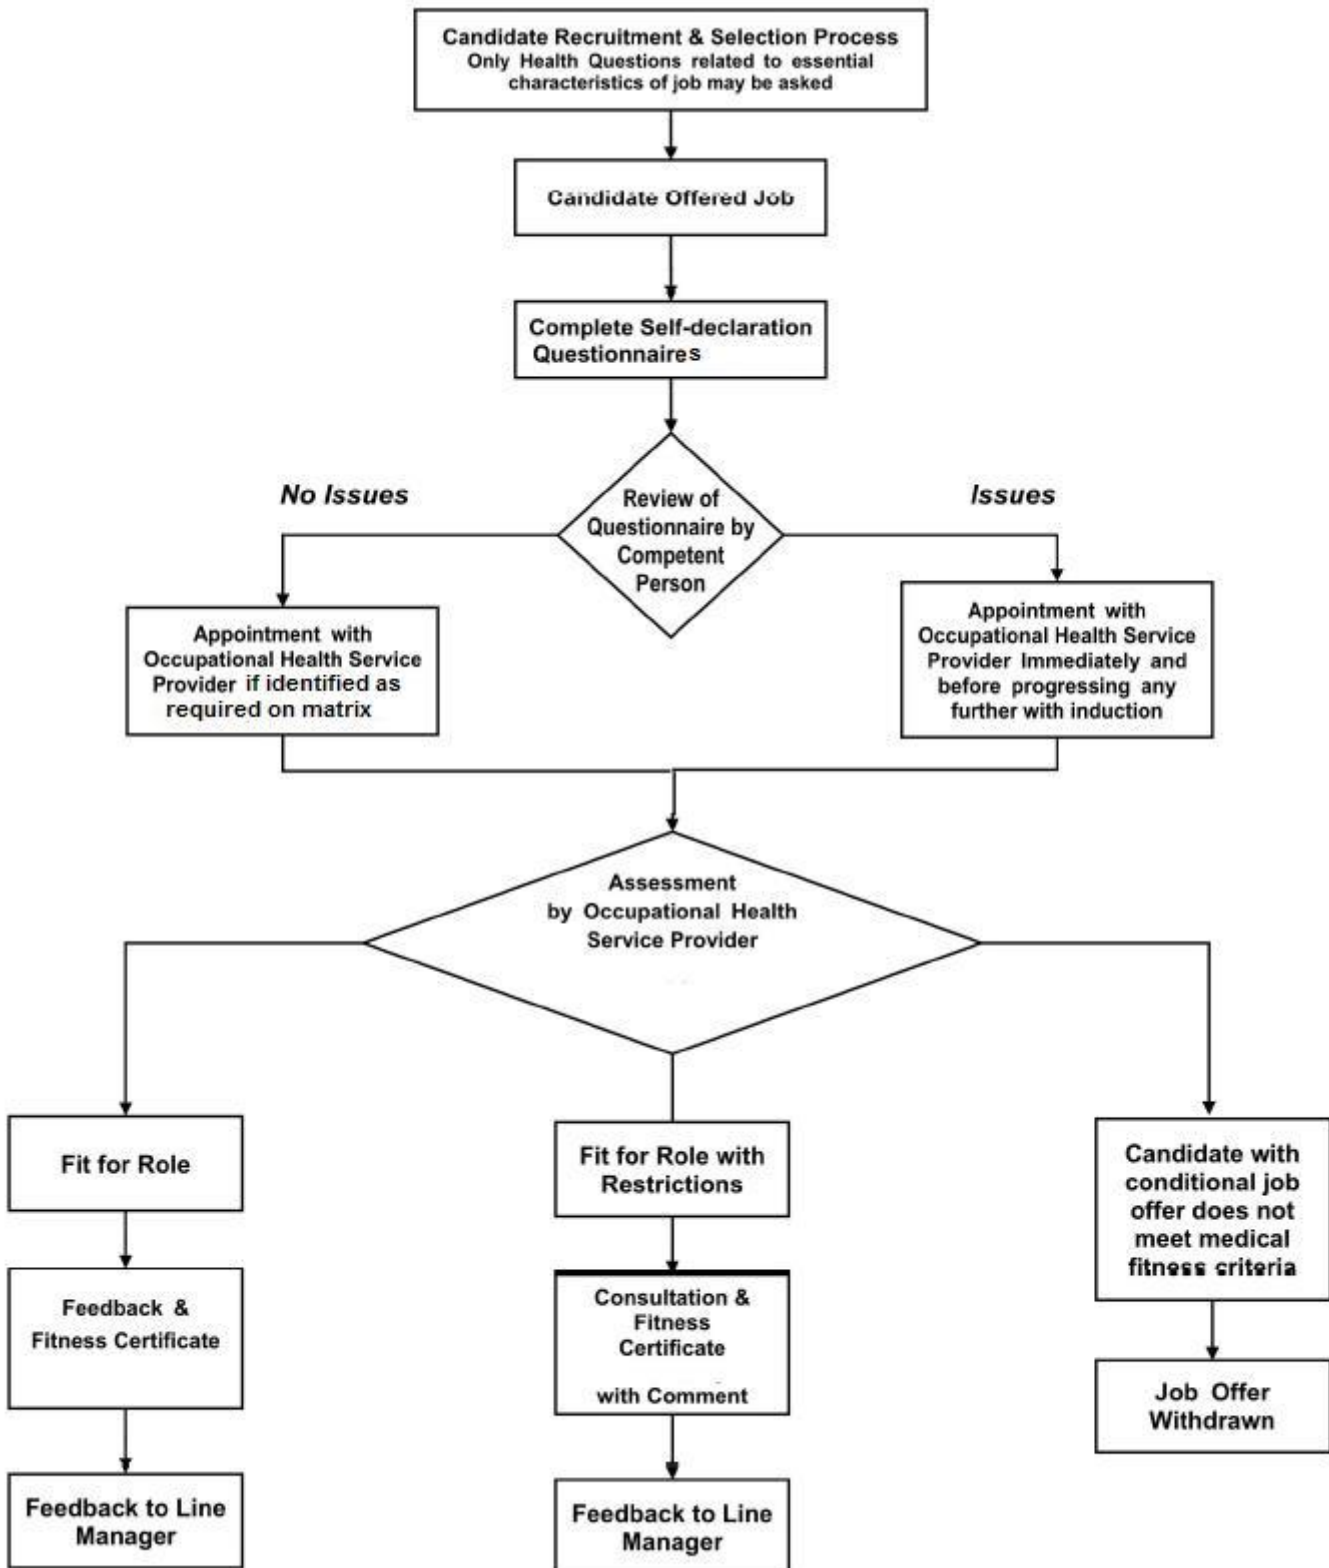 Candidate Recruitment & Selection Process
Only Health Questions related to essential
characteristics of job may be asked
Candidate Offered Job
Complete Self-declaration
Questionnaires
No Issues
Issues
Review of
Questionnaire by
Competent
Person
Appointment with
Occupational Health Service
Provider if identified as
required on matrix
Appointment with
Occupational Health Service
Provider Immediately and
before progressing any
further with induction
Assessment
by Occupational Health
Service Provider
Fit for Role
Fit for Role with
Restrictions
Candidate with
conditional job
offer does not
meet medical
fitness criteria
Feedback &
Fitness Certificate
Consultation &
Fitness
Certificate
with Comment
Job Offer
Withdrawn
Feedback to Line
Manager
Feedback to Line
Manager